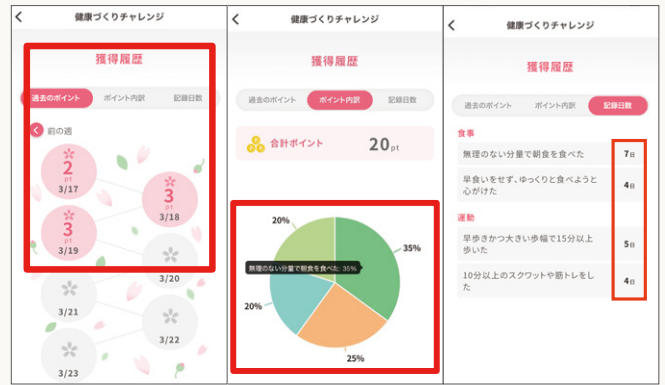 健康づくりチャレンジ
獲得履歴
過去のポイント
ポイント内訳
記録日数
前の週
2
pt
3/17
3
pt
3/18
3
pt
3/19
3/20
3/21
3/22
3/23
健康づくりチャレンジ
獲得履歴
過去のポイント
ポイント内訳
記録日数
合計ポイント
20pt
20%
35%
無理のない分量で朝食を食べた: 35%
20%
25%
健康づくりチャレンジ
獲得履歴
過去のポイント
ポイント内訳
記録日数
食事
無理のない分量で朝食を食べた
7日
早食いをせず、ゆっくりと食べようと
心がけた
4日
運動
早歩きかつ大きい歩幅で15分以上
歩いた
5日
10分以上のスクワットや筋トレをし
た
4日